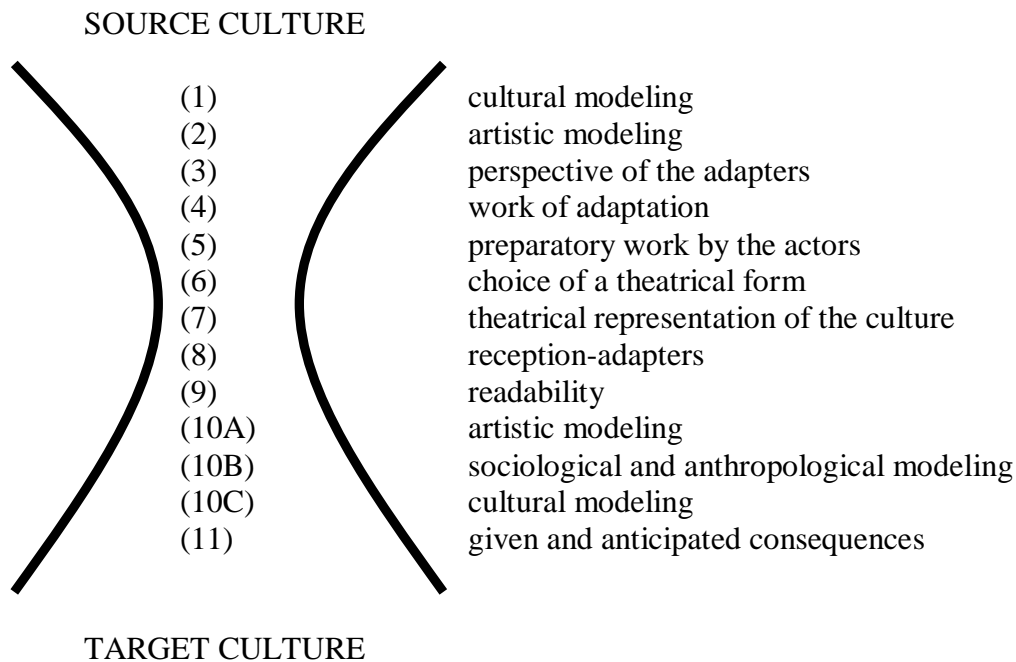 SOURCE CULTURE
(1) cultural modeling
(2) artistic modeling
(3) perspective of the adapters
(4) work of adaptation
(5) preparatory work by the actors
(6) choice of a theatrical form
(7) theatrical representation of the culture
(8) reception-adapters
(9) readability
(10A) artistic modeling
(10B) sociological and anthropological modeling
(10C) cultural modeling
(11) given and anticipated consequences
TARGET CULTURE